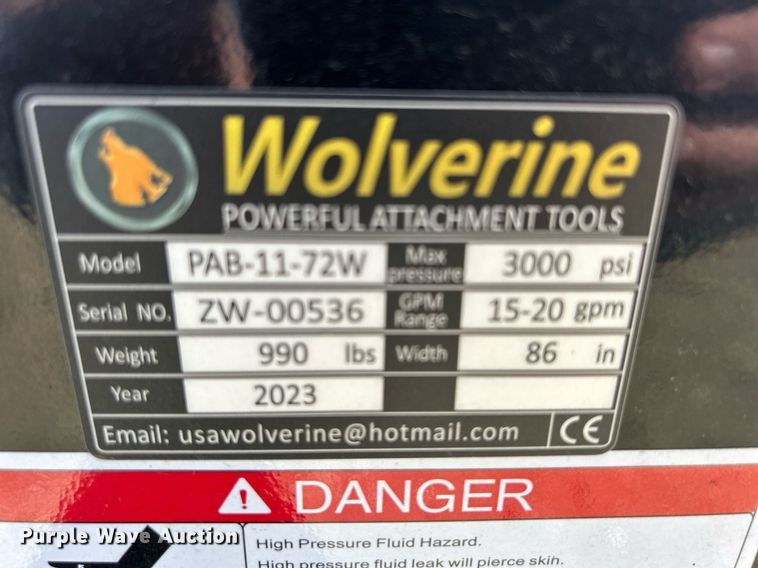 Wolverine
POWERFUL ATTACHMENT TOOLS
Model PAB-11-72W Max pressure 3000 psi
Serial NO. ZW-00536 GPM Range 15-20 gpm
Weight 990 lbs Width 86 in
Year 2023
Email: usawolverine@hotmail.com CE
DANGER
Purple Wave Auction
High Pressure Fluid Hazard.
High pressure fluid leak will pierce skin.